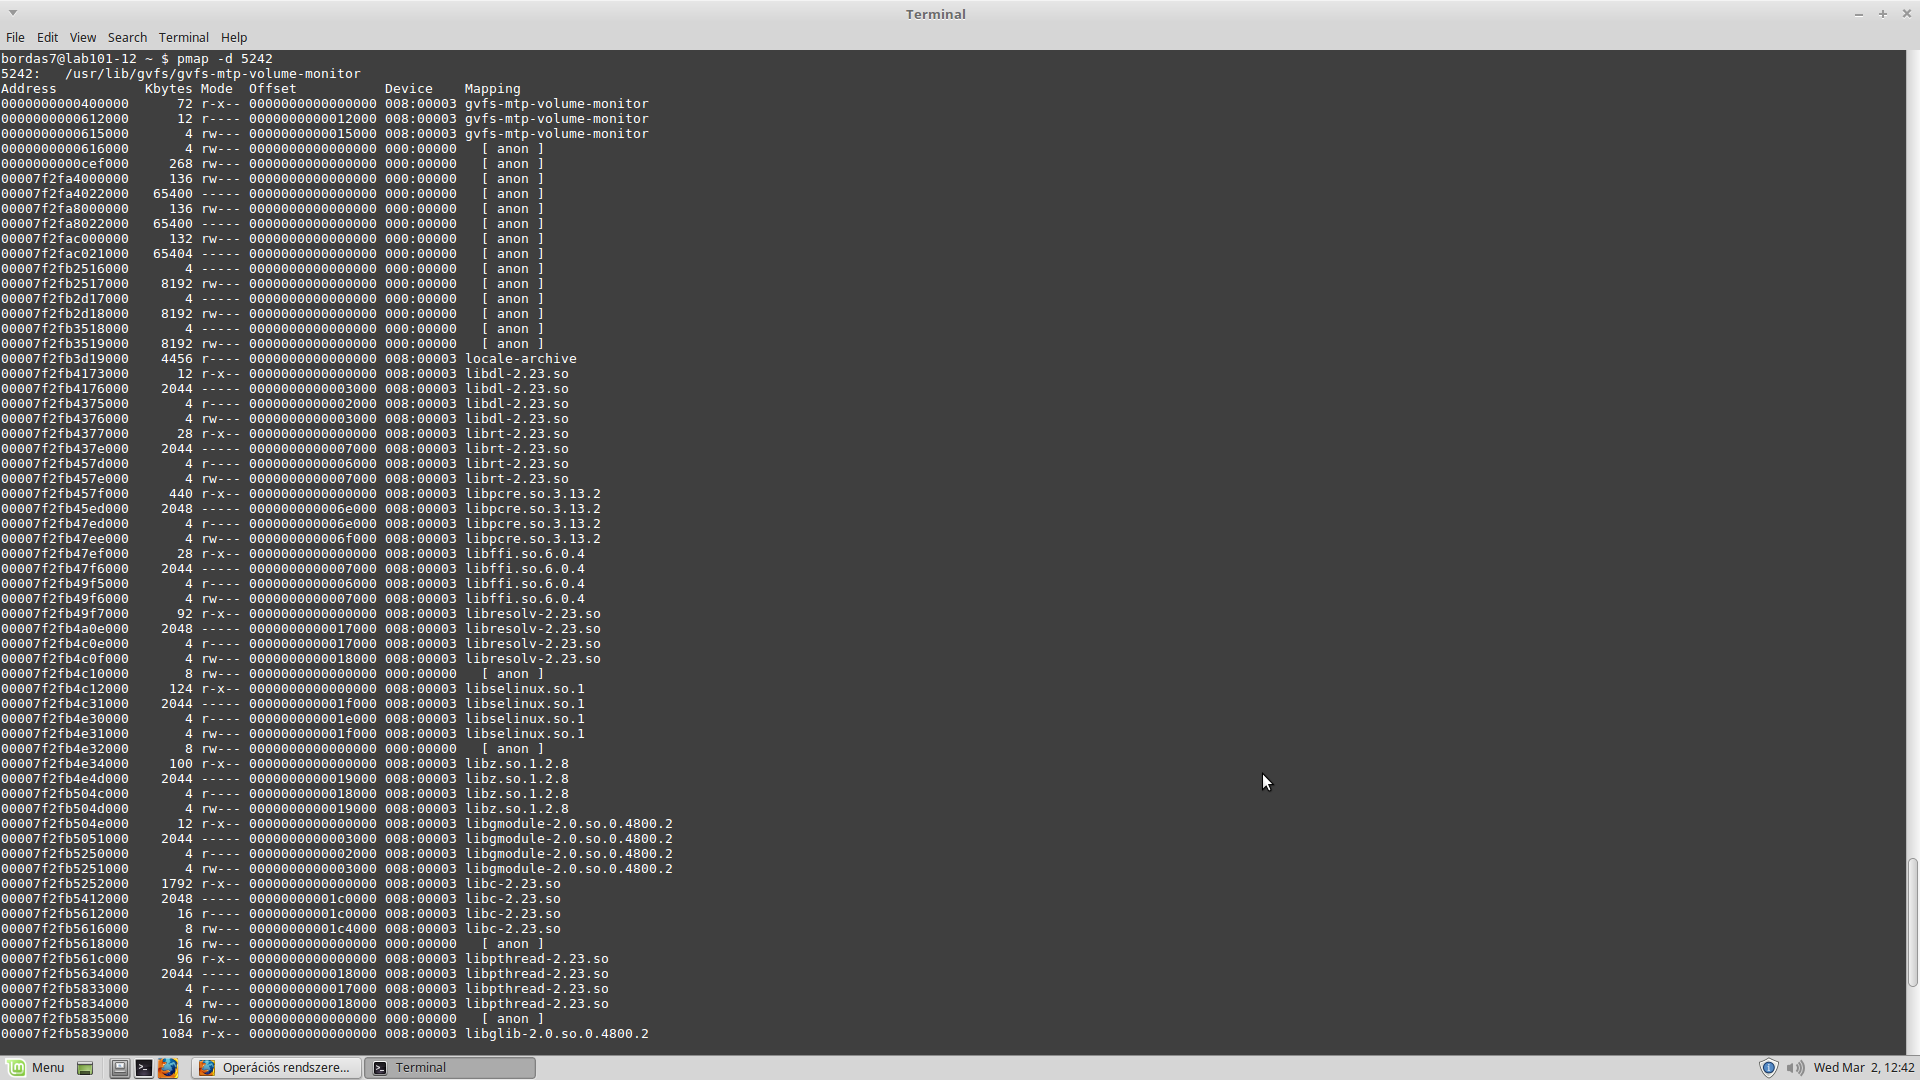 Terminal
File Edit View Search Terminal Help
bordas7@lab101-12 ~ $ pmap -d 5242
5242:   /usr/lib/gvfs/gvfs-mtp-volume-monitor
Address           Kbytes Mode  Offset           Device    Mapping
0000000000400000      72 r-x-- 0000000000000000 008:00003 gvfs-mtp-volume-monitor
0000000000612000      12 r---- 0000000000012000 008:00003 gvfs-mtp-volume-monitor
0000000000615000       4 rw--- 0000000000015000 008:00003 gvfs-mtp-volume-monitor
0000000000616000       4 rw--- 0000000000000000 000:00000   [ anon ]
0000000000cef000     268 rw--- 0000000000000000 000:00000   [ anon ]
00007f2fa4000000     136 rw--- 0000000000000000 000:00000   [ anon ]
00007f2fa4022000   65400 ----- 0000000000000000 000:00000   [ anon ]
00007f2fa8000000     136 rw--- 0000000000000000 000:00000   [ anon ]
00007f2fa8022000   65400 ----- 0000000000000000 000:00000   [ anon ]
00007f2fac000000     132 rw--- 0000000000000000 000:00000   [ anon ]
00007f2fac021000   65404 ----- 0000000000000000 000:00000   [ anon ]
00007f2fb2516000       4 ----- 0000000000000000 000:00000   [ anon ]
00007f2fb2517000    8192 rw--- 0000000000000000 000:00000   [ anon ]
00007f2fb2d17000       4 ----- 0000000000000000 000:00000   [ anon ]
00007f2fb2d18000    8192 rw--- 0000000000000000 000:00000   [ anon ]
00007f2fb3518000       4 ----- 0000000000000000 000:00000   [ anon ]
00007f2fb3519000    8192 rw--- 0000000000000000 000:00000   [ anon ]
00007f2fb3d19000    4456 r---- 0000000000000000 008:00003 locale-archive
00007f2fb4173000      12 r-x-- 0000000000000000 008:00003 libdl-2.23.so
00007f2fb4176000    2044 ----- 0000000000003000 008:00003 libdl-2.23.so
00007f2fb4375000       4 r---- 0000000000002000 008:00003 libdl-2.23.so
00007f2fb4376000       4 rw--- 0000000000003000 008:00003 libdl-2.23.so
00007f2fb4377000      28 r-x-- 0000000000000000 008:00003 librt-2.23.so
00007f2fb437e000    2044 ----- 0000000000007000 008:00003 librt-2.23.so
00007f2fb457d000       4 r---- 0000000000006000 008:00003 librt-2.23.so
00007f2fb457e000       4 rw--- 0000000000007000 008:00003 librt-2.23.so
00007f2fb457f000     440 r-x-- 0000000000000000 008:00003 libpcre.so.3.13.2
00007f2fb45ed000    2048 ----- 000000000006e000 008:00003 libpcre.so.3.13.2
00007f2fb47ed000       4 r---- 000000000006e000 008:00003 libpcre.so.3.13.2
00007f2fb47ee000       4 rw--- 000000000006f000 008:00003 libpcre.so.3.13.2
00007f2fb47ef000      28 r-x-- 0000000000000000 008:00003 libffi.so.6.0.4
00007f2fb47f6000    2044 ----- 0000000000007000 008:00003 libffi.so.6.0.4
00007f2fb49f5000       4 r---- 0000000000006000 008:00003 libffi.so.6.0.4
00007f2fb49f6000       4 rw--- 0000000000007000 008:00003 libffi.so.6.0.4
00007f2fb49f7000      92 r-x-- 0000000000000000 008:00003 libresolv-2.23.so
00007f2fb4a0e000    2048 ----- 0000000000017000 008:00003 libresolv-2.23.so
00007f2fb4c0e000       4 r---- 0000000000017000 008:00003 libresolv-2.23.so
00007f2fb4c0f000       4 rw--- 0000000000018000 008:00003 libresolv-2.23.so
00007f2fb4c10000       8 rw--- 0000000000000000 000:00000   [ anon ]
00007f2fb4c12000     124 r-x-- 0000000000000000 008:00003 libselinux.so.1
00007f2fb4c31000    2044 ----- 000000000001f000 008:00003 libselinux.so.1
00007f2fb4e30000       4 r---- 000000000001e000 008:00003 libselinux.so.1
00007f2fb4e31000       4 rw--- 000000000001f000 008:00003 libselinux.so.1
00007f2fb4e32000       8 rw--- 0000000000000000 000:00000   [ anon ]
00007f2fb4e34000     100 r-x-- 0000000000000000 008:00003 libz.so.1.2.8
00007f2fb4e4d000    2044 ----- 0000000000019000 008:00003 libz.so.1.2.8
00007f2fb504c000       4 r---- 0000000000018000 008:00003 libz.so.1.2.8
00007f2fb504d000       4 rw--- 0000000000019000 008:00003 libz.so.1.2.8
00007f2fb504e000      12 r-x-- 0000000000000000 008:00003 libgmodule-2.0.so.0.4800.2
00007f2fb5051000    2044 ----- 0000000000003000 008:00003 libgmodule-2.0.so.0.4800.2
00007f2fb5250000       4 r---- 0000000000002000 008:00003 libgmodule-2.0.so.0.4800.2
00007f2fb5251000       4 rw--- 0000000000003000 008:00003 libgmodule-2.0.so.0.4800.2
00007f2fb5252000    1792 r-x-- 0000000000000000 008:00003 libc-2.23.so
00007f2fb5412000    2048 ----- 00000000001c0000 008:00003 libc-2.23.so
00007f2fb5612000      16 r---- 00000000001c0000 008:00003 libc-2.23.so
00007f2fb5616000       8 rw--- 00000000001c4000 008:00003 libc-2.23.so
00007f2fb5618000      16 rw--- 0000000000000000 000:00000   [ anon ]
00007f2fb561c000      96 r-x-- 0000000000000000 008:00003 libpthread-2.23.so
00007f2fb5634000    2044 ----- 0000000000018000 008:00003 libpthread-2.23.so
00007f2fb5833000       4 r---- 0000000000017000 008:00003 libpthread-2.23.so
00007f2fb5834000       4 rw--- 0000000000018000 008:00003 libpthread-2.23.so
00007f2fb5835000      16 rw--- 0000000000000000 000:00000   [ anon ]
00007f2fb5839000    1084 r-x-- 0000000000000000 008:00003 libglib-2.0.so.0.4800.2
Menu Operációs rendszere... Terminal Wed Mar 2, 12:42